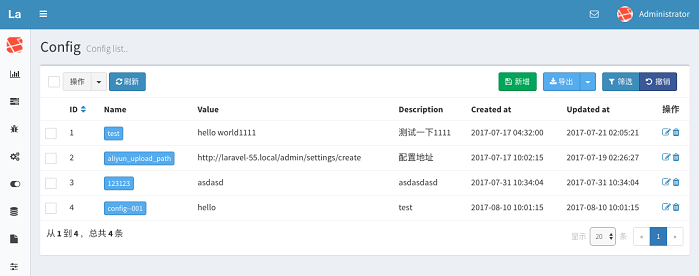 La
Administrator
Config Config list..
操作 刷新 新增 导出 筛选 撤销
ID Name Value Description Created at Updated at 操作
1 test hello world1111 测试一下1111 2017-07-17 04:32:00 2017-07-21 02:05:21
2 aliyun_upload_path http://laravel-55.local/admin/settings/create 配置地址 2017-07-17 10:02:15 2017-07-19 02:26:27
3 123123 asdasd asdasdasd 2017-07-31 10:34:04 2017-07-31 10:34:04
4 config--001 hello test 2017-08-10 10:01:15 2017-08-10 10:01:15
从 1 到 4 ，总共 4 条 显示 20 条 « 1 »